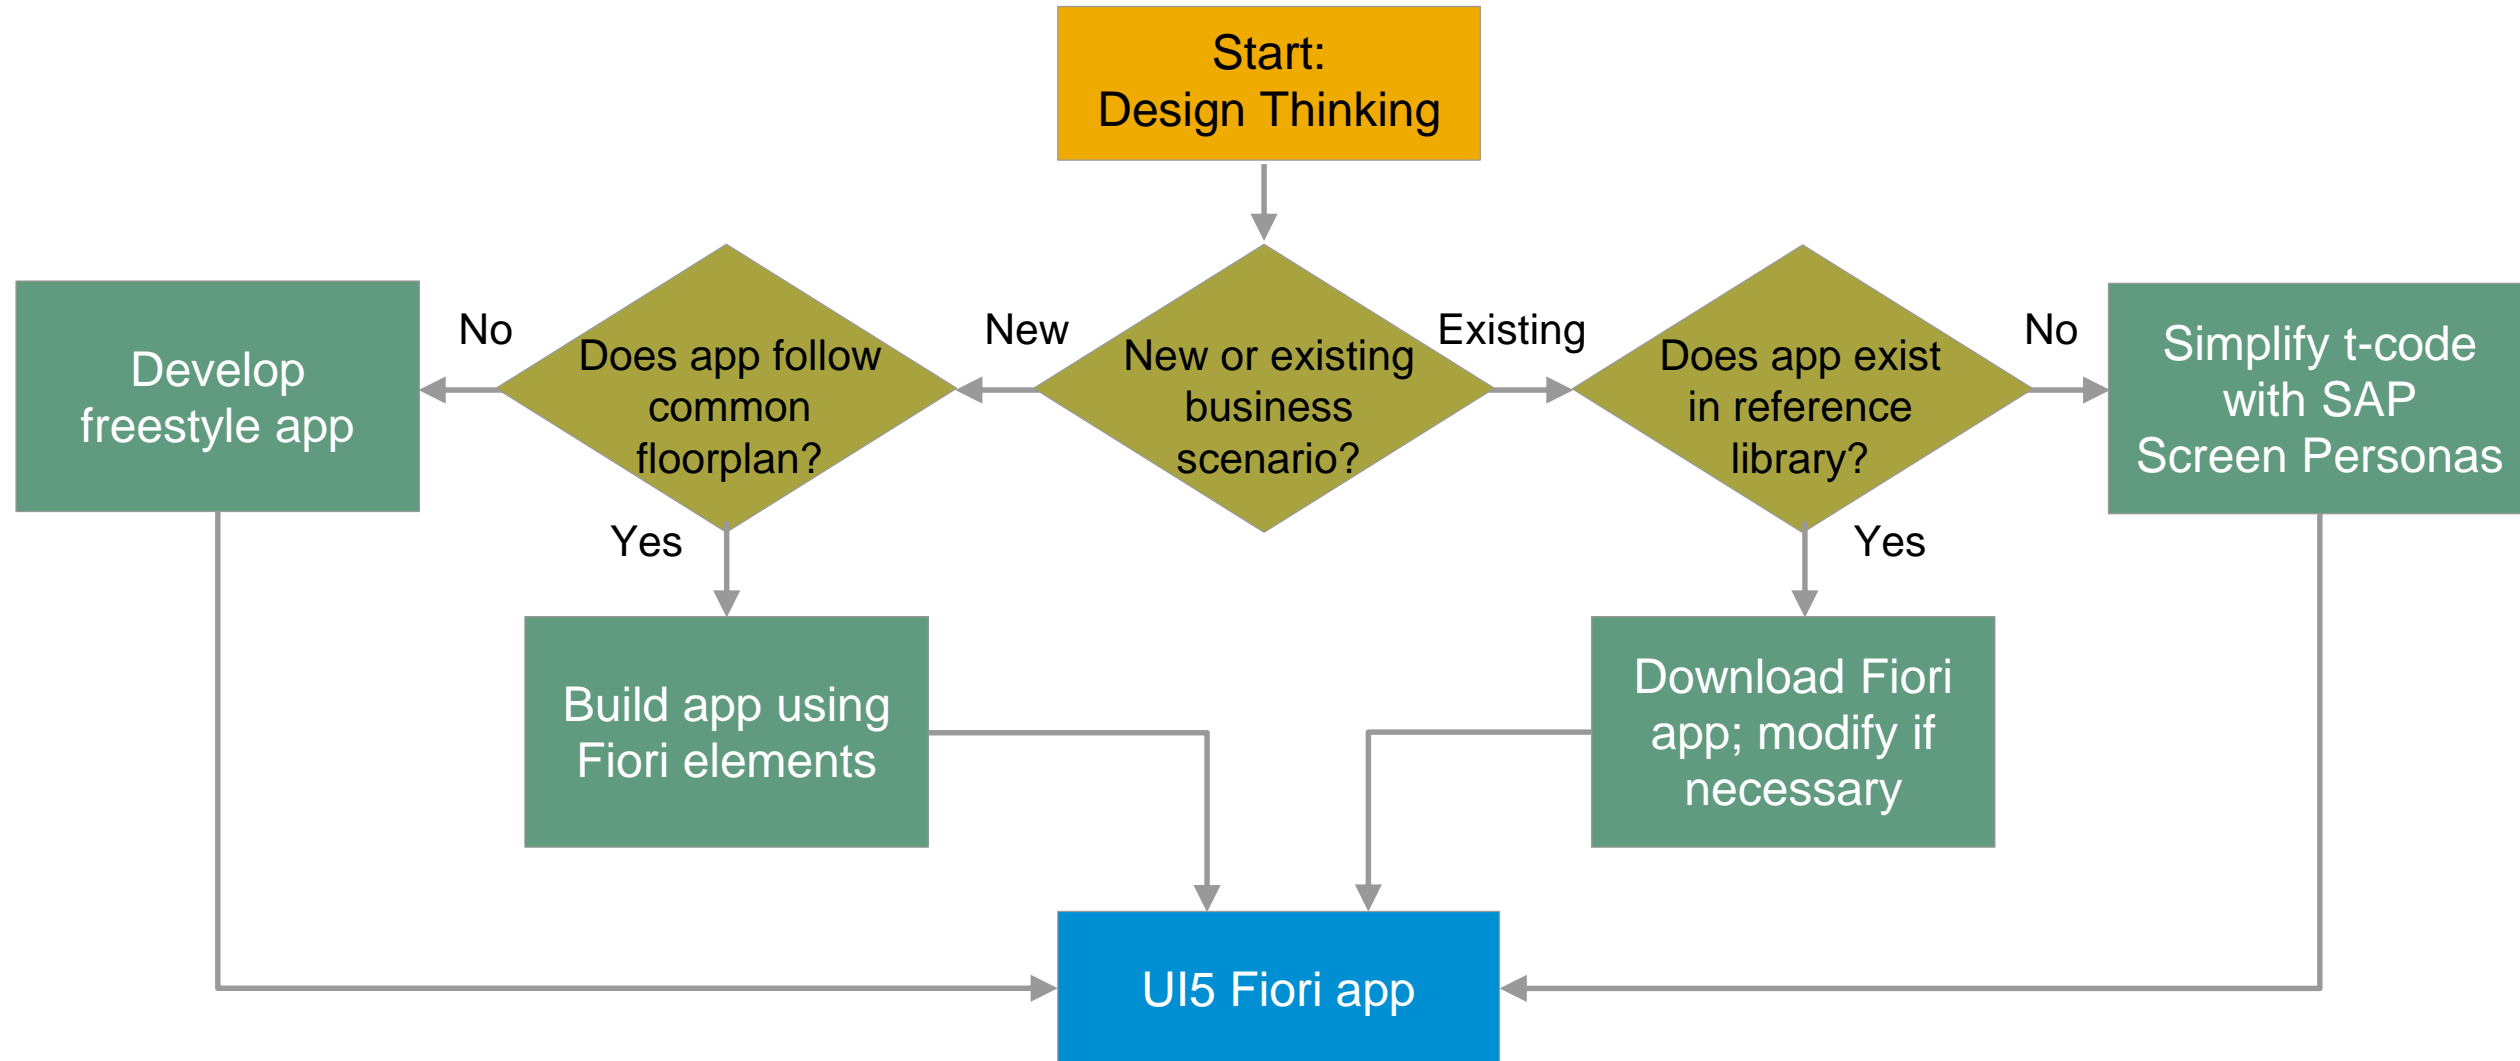 Start:
Design Thinking
No
New
Existing
No
Develop
freestyle app
Does app follow
common
floorplan?
New or existing
business
scenario?
Does app exist
in reference
library?
Simplify t-code
with SAP
Screen Personas
Yes
Yes
Build app using
Fiori elements
Download Fiori
app; modify if
necessary
UI5 Fiori app